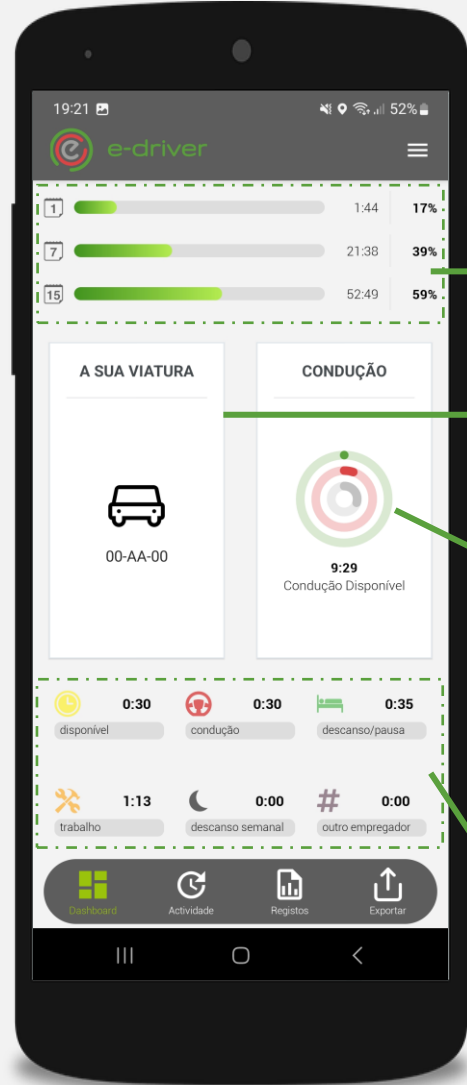 19:21 52%
e e-driver
1 1:44 17%
7 21:38 39%
15 52:49 59%
A SUA VIATURA CONDUÇÃO
00-AA-00
9:29
Condução Disponível
0:30 0:30 0:35
disponível condução descanso/pausa
1:13 0:00 # 0:00
trabalho descanso semanal outro empregador
Dashboard Actividade Registos Exportar